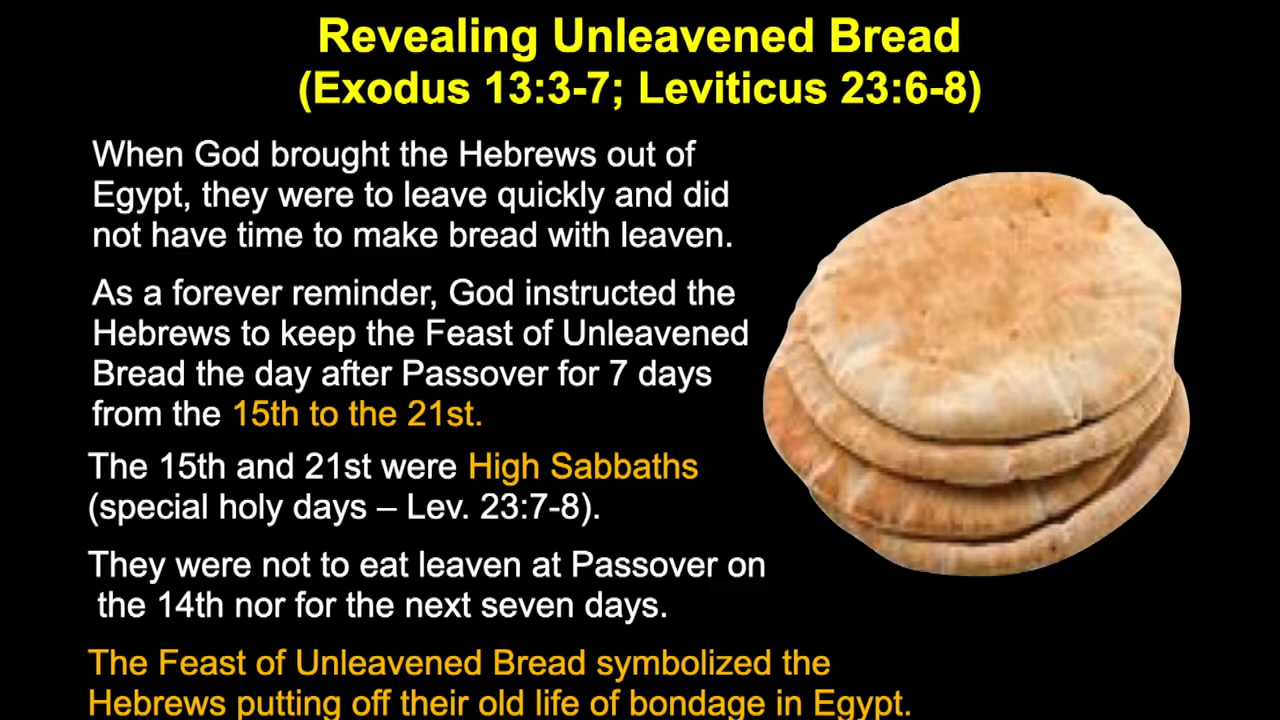 Revealing Unleavened Bread
(Exodus 13:3-7; Leviticus 23:6-8)
When God brought the Hebrews out of
Egypt, they were to leave quickly and did
not have time to make bread with leaven.
As a forever reminder, God instructed the
Hebrews to keep the Feast of Unleavened
Bread the day after Passover for 7 days
from the 15th to the 21st.
The 15th and 21st were High Sabbaths
(special holy days – Lev. 23:7-8).
They were not to eat leaven at Passover on
the 14th nor for the next seven days.
The Feast of Unleavened Bread symbolized the
Hebrews putting off their old life of bondage in Egypt.